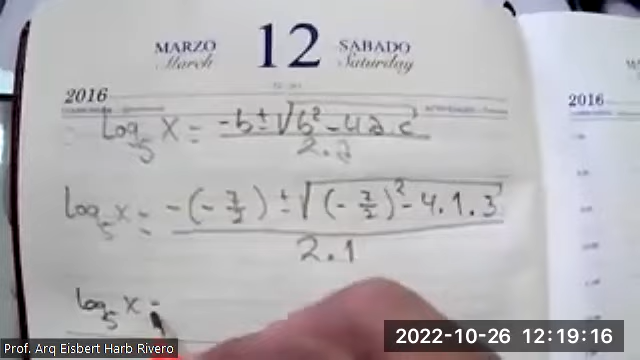 MARZO 12 SABADO
March Saturday
2016
2016
log₅ x = -b ± √b² - 4a.c / 2.a
log₅ x = -(-7/2) ± √(-7/2)² - 4.1.3 / 2.1
log₅ x =
2022-10-26 12:19:16
Prof. Arq Eisbert Harb Rivero